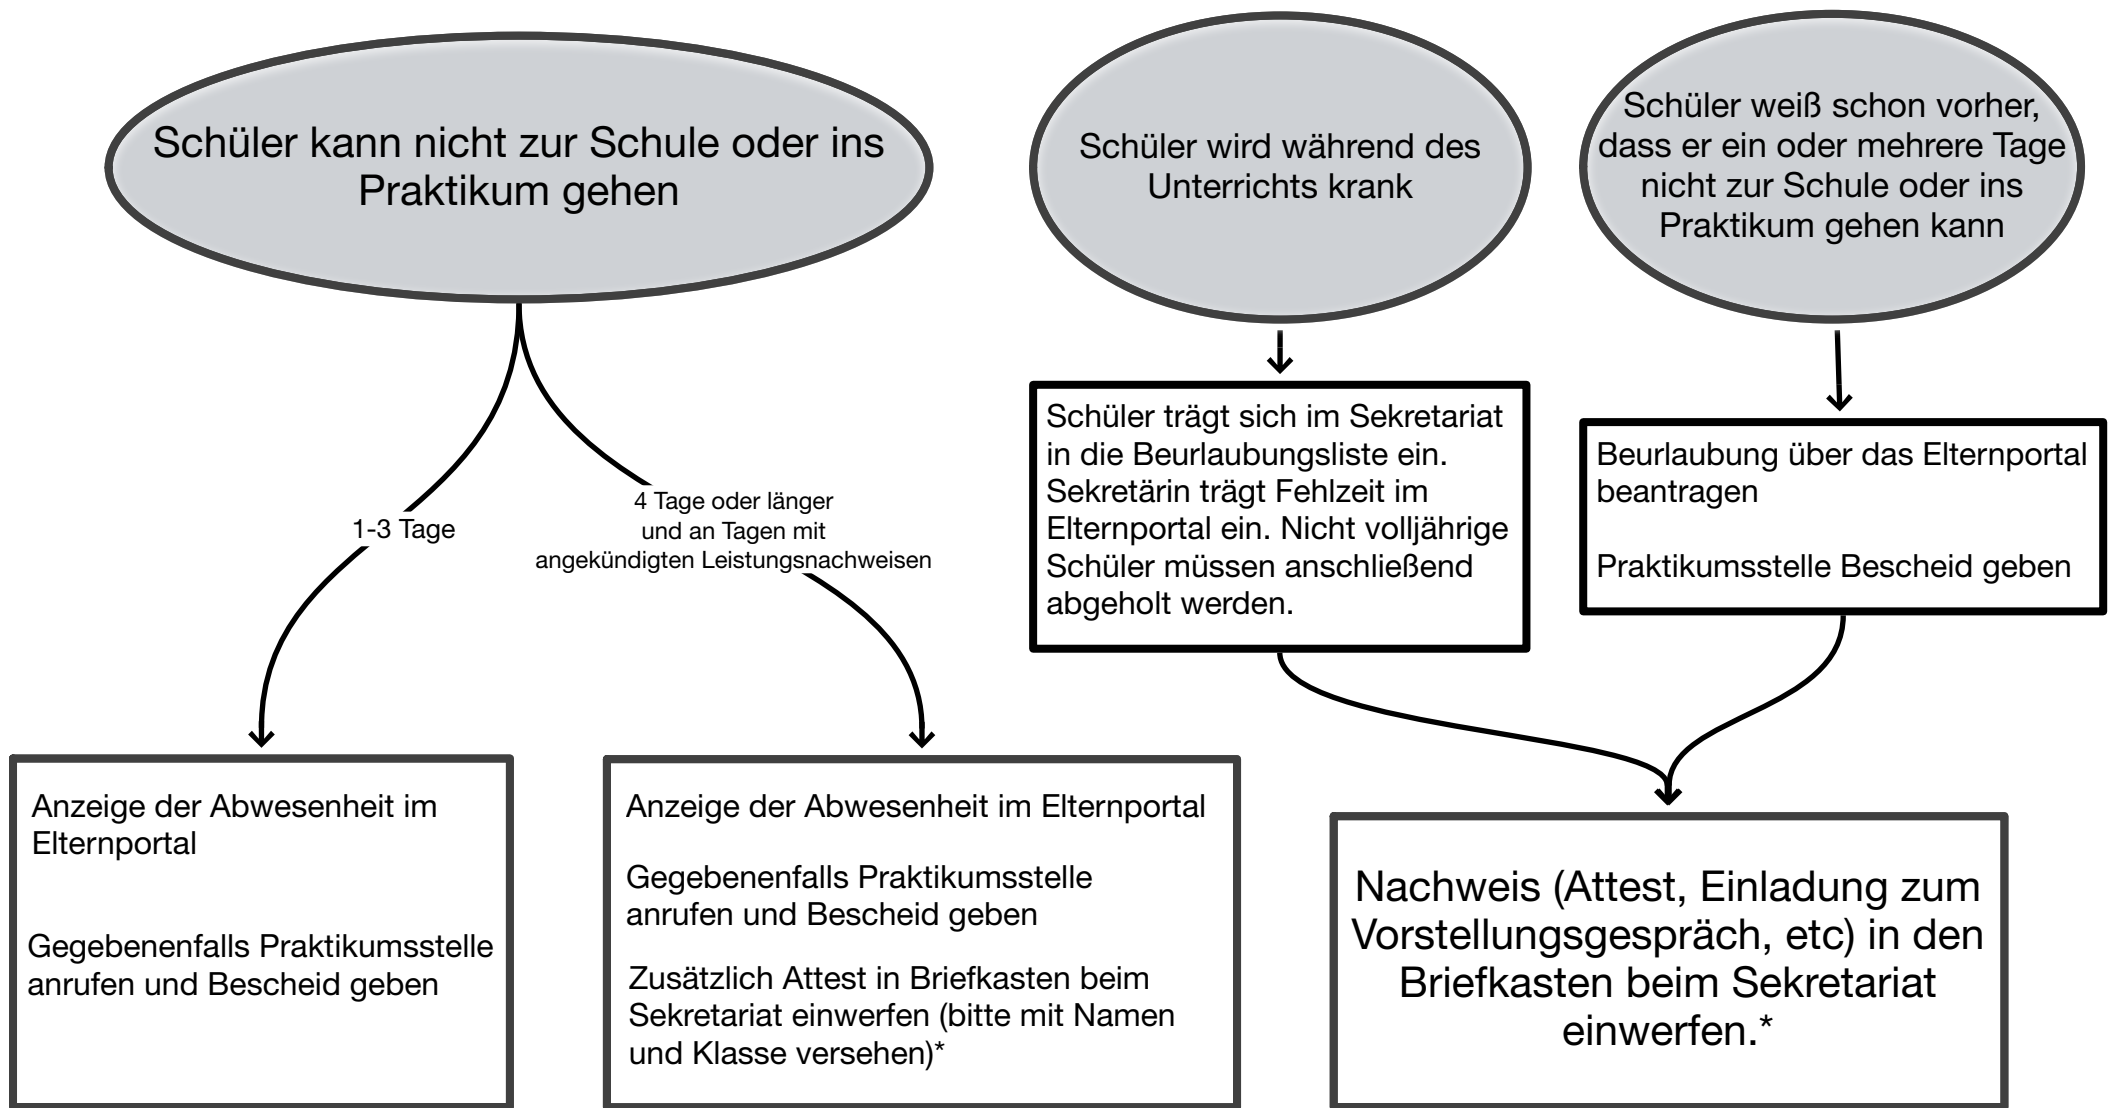 Schüler kann nicht zur Schule oder ins
Praktikum gehen
Schüler wird während des
Unterrichts krank
Schüler weiß schon vorher,
dass er ein oder mehrere Tage
nicht zur Schule oder ins
Praktikum gehen kann
1-3 Tage
4 Tage oder länger
und an Tagen mit
angekündigten Leistungsnachweisen
Schüler trägt sich im Sekretariat
in die Beurlaubungsliste ein.
Sekretärin trägt Fehlzeit im
Elternportal ein. Nicht volljährige
Schüler müssen anschließend
abgeholt werden.
Beurlaubung über das Elternportal
beantragen
Praktikumsstelle Bescheid geben
Anzeige der Abwesenheit im
Elternportal
Gegebenenfalls Praktikumsstelle
anrufen und Bescheid geben
Anzeige der Abwesenheit im Elternportal
Gegebenenfalls Praktikumsstelle
anrufen und Bescheid geben
Zusätzlich Attest in Briefkasten beim
Sekretariat einwerfen (bitte mit Namen
und Klasse versehen)*
Nachweis (Attest, Einladung zum
Vorstellungsgespräch, etc) in den
Briefkasten beim Sekretariat
einwerfen.*